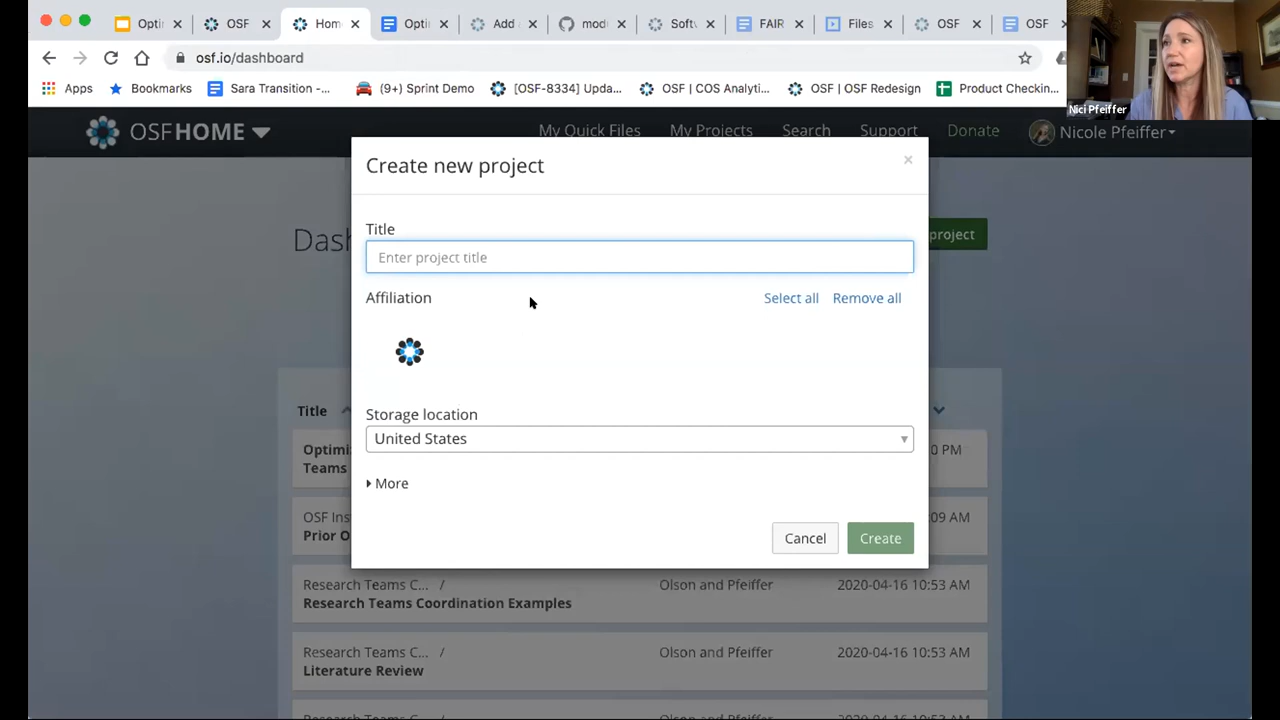 Opti
OSF
Hom
Opti
Add
mod
Softv
FAIR
Files
OSF
OSF
osf.io/dashboard
Apps
Bookmarks
Sara Transition -...
(9+) Sprint Demo
[OSF-8334] Upda...
OSF | COS Analyti...
OSF | OSF Redesign
Product Checkin...
Nici Pfeiffer
OSFHOME
My Quick Files
My Projects
Search
Support
Donate
Nicole Pfeiffer
Create new project
×
Title
Enter project title
Das
project
Affiliation
Select all
Remove all
Storage location
United States
More
Cancel
Create
Title
Optimi
Teams
0 PM
OSF Ins
Prior O
:09 AM
Research Teams C... /
Research Teams Coordination Examples
Olson and Pfeiffer
2020-04-16 10:53 AM
Research Teams C... /
Literature Review
Olson and Pfeiffer
2020-04-16 10:53 AM